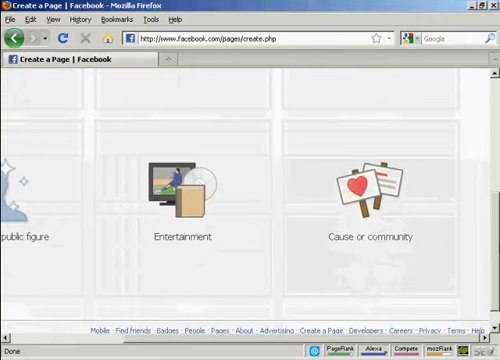 Create a Page | Facebook - Mozilla Firefox
File Edit View History Bookmarks Tools Help
http://www.facebook.com/pages/create.php
Google
Create a Page | Facebook
public figure
Entertainment
Cause or community
Mobile · Find friends · Badges · People · Pages · About · Advertising · Create a Page · Developers · Careers · Privacy · Terms · Help
Done
PageRank
Alexa
Compete
mozRank
SEO